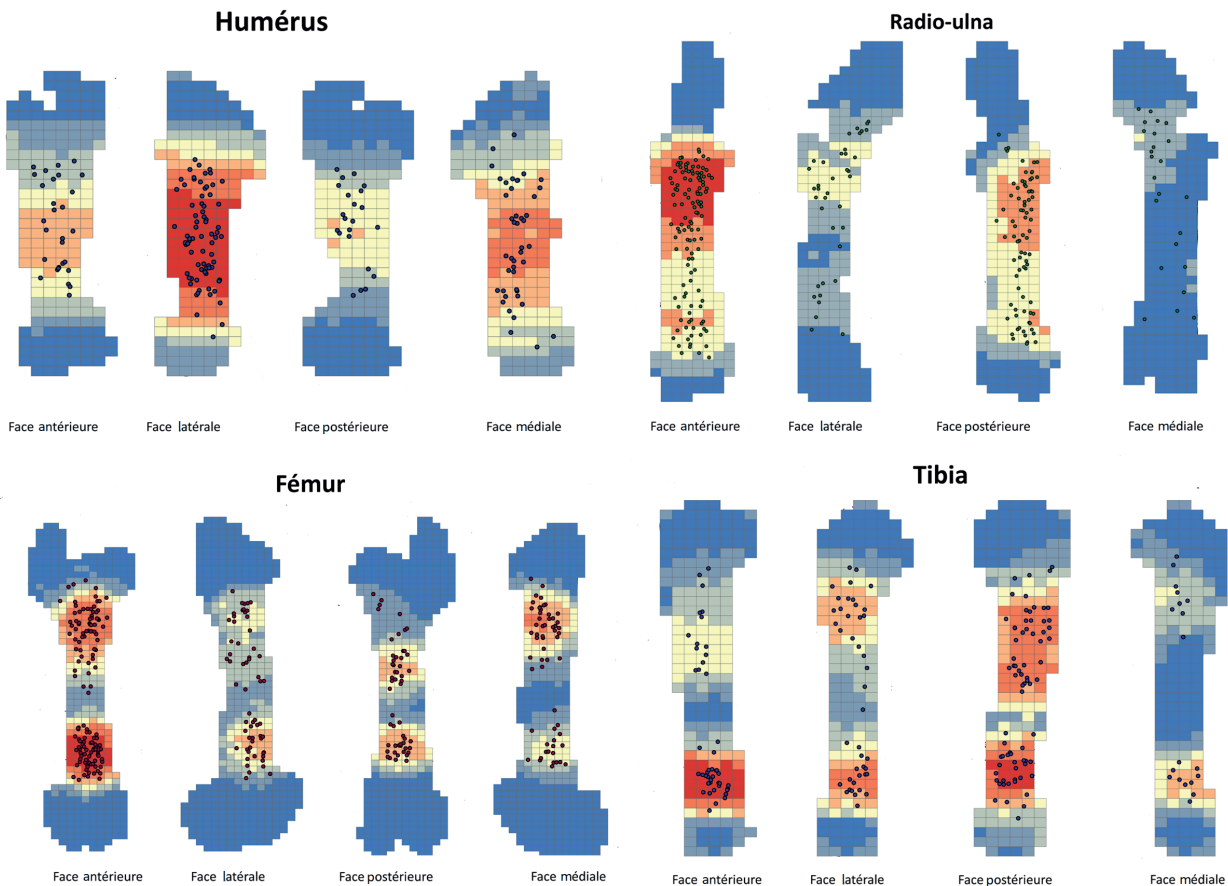 Humérus
Radio-ulna
Face antérieure
Face latérale
Face postérieure
Face médiale
Face antérieure
Face latérale
Face postérieure
Face médiale
Fémur
Tibia
Face antérieure
Face latérale
Face postérieure
Face médiale
Face antérieure
Face latérale
Face postérieure
Face médiale